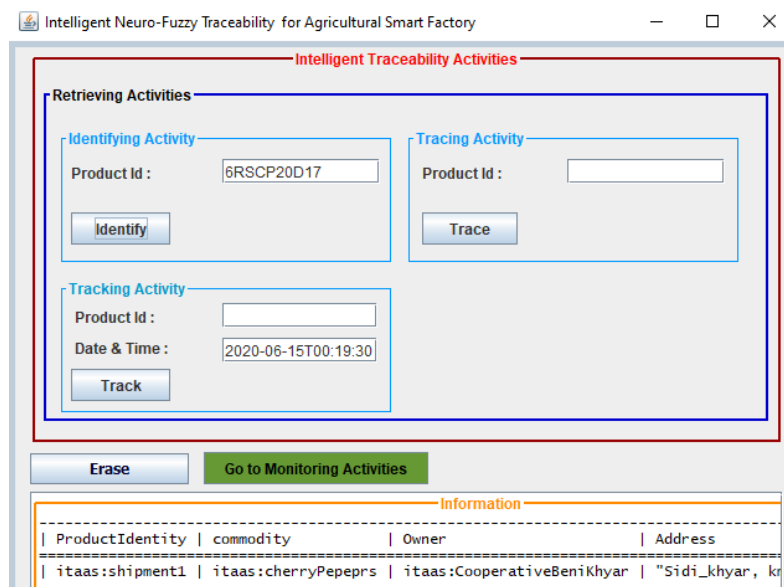 Intelligent Neuro-Fuzzy Traceability for Agricultural Smart Factory
Intelligent Traceability Activities
Retrieving Activities
Identifying Activity
Product Id : 6RSCP20D17
Identify
Tracing Activity
Product Id :
Trace
Tracking Activity
Product Id :
Date & Time : 2020-06-15T00:19:30
Track
Erase
Go to Monitoring Activities
Information
| ProductIdentity | commodity | Owner | Address
| itaas:shipment1 | itaas:cherryPepeprs | itaas:CooperativeBeniKhyar | "Sidi_khyar,